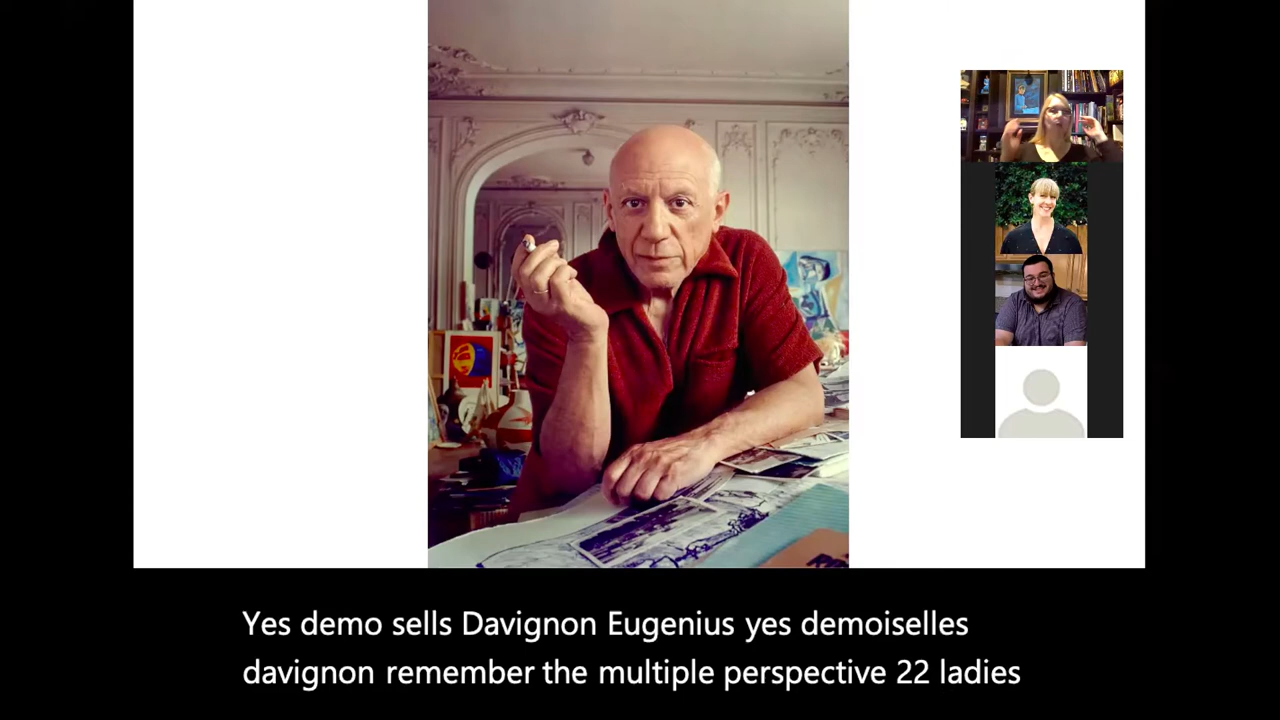 Yes demo sells Davignon Eugenius yes demoiselles
davignon remember the multiple perspective 22 ladies